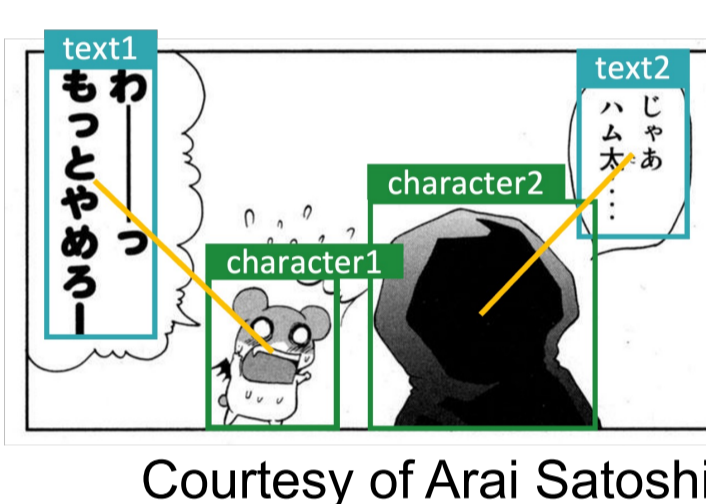 text1
わーーーっ
もっとやめろー
text2
じゃあ
ハム太……
character2
character1
Courtesy of Arai Satoshi